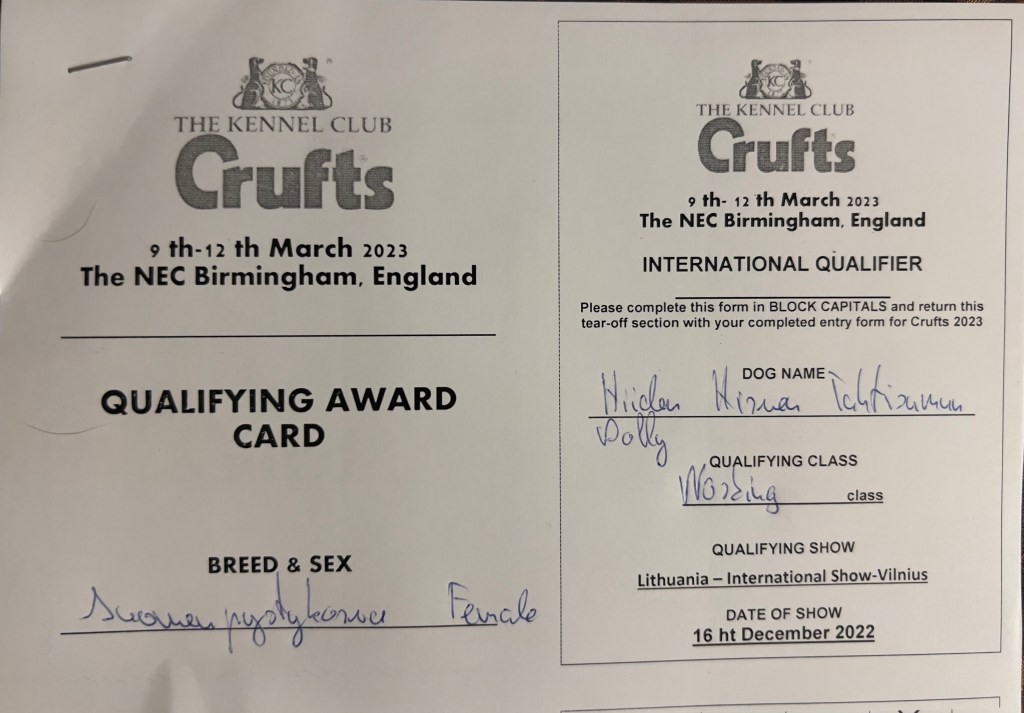 THE KENNEL CLUB
Crufts
9 th-12 th March 2023
The NEC Birmingham, England
QUALIFYING AWARD
CARD
BREED & SEX
Suomenpystykorva Female
THE KENNEL CLUB
Crufts
9 th- 12 th March 2023
The NEC Birmingham, England
INTERNATIONAL QUALIFIER
Please complete this form in BLOCK CAPITALS and return this
tear-off section with your completed entry form for Crufts 2023
DOG NAME
Hiiden Hirmun
Dolly
QUALIFYING CLASS
Working class
QUALIFYING SHOW
Lithuania – International Show-Vilnius
DATE OF SHOW
16 ht December 2022